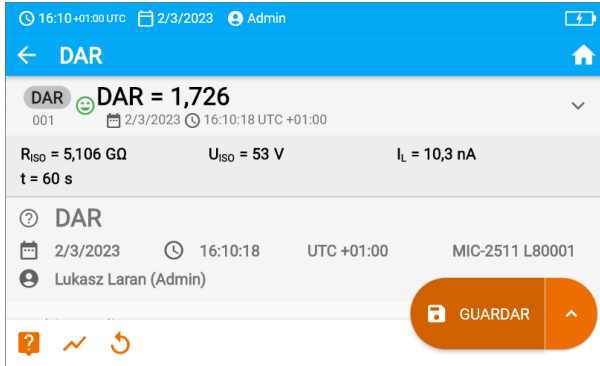 16:10 +01:00 UTC 2/3/2023 Admin
DAR
DAR DAR = 1,726
001 2/3/2023 16:10:18 UTC +01:00
RISO = 5,106 GΩ UISO = 53 V IL = 10,3 nA
t = 60 s
DAR
2/3/2023 16:10:18 UTC +01:00 MIC-2511 L80001
Lukasz Laran (Admin)
GUARDAR